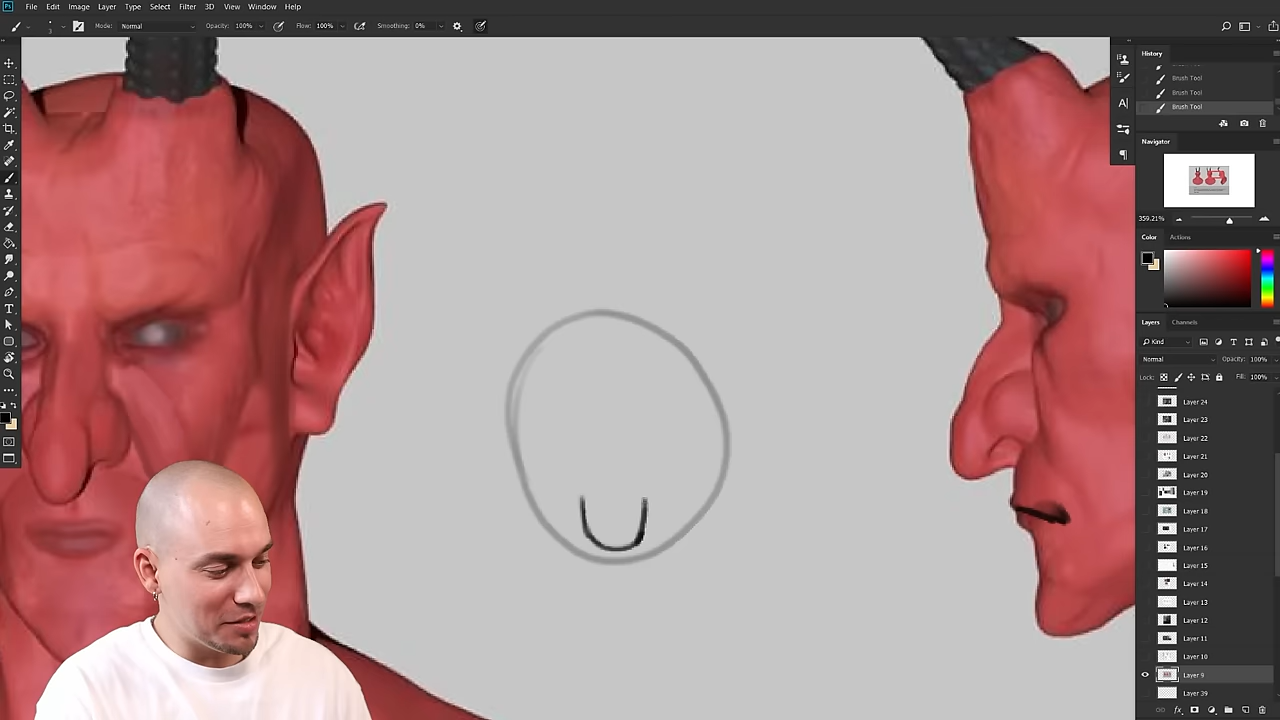 Ps File Edit Image Layer Type Select Filter 3D View Window Help
3 Mode: Normal Opacity: 100% Flow: 100% Smoothing: 0%
History
Brush Tool
Brush Tool
Brush Tool
Navigator
359.21%
Color Actions
Layers Channels
Kind
Normal Opacity: 100%
Lock: Fill: 100%
Layer 24
Layer 23
Layer 22
Layer 21
Layer 20
Layer 19
Layer 18
Layer 17
Layer 16
Layer 15
Layer 14
Layer 13
Layer 12
Layer 11
Layer 10
Layer 9
Layer 39
fx